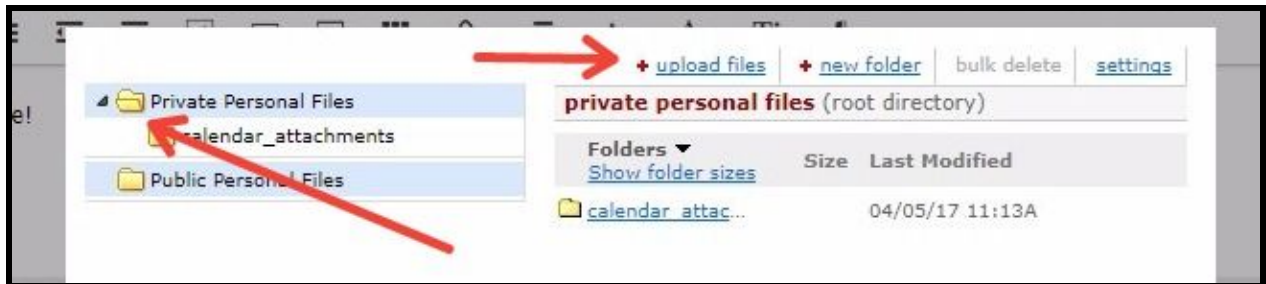 e!
+ upload files + new folder bulk delete settings
Private Personal Files
calendar_attachments
Public Personal Files
private personal files (root directory)
Folders ▼ Size Last Modified
Show folder sizes
calendar_attac... 04/05/17 11:13A